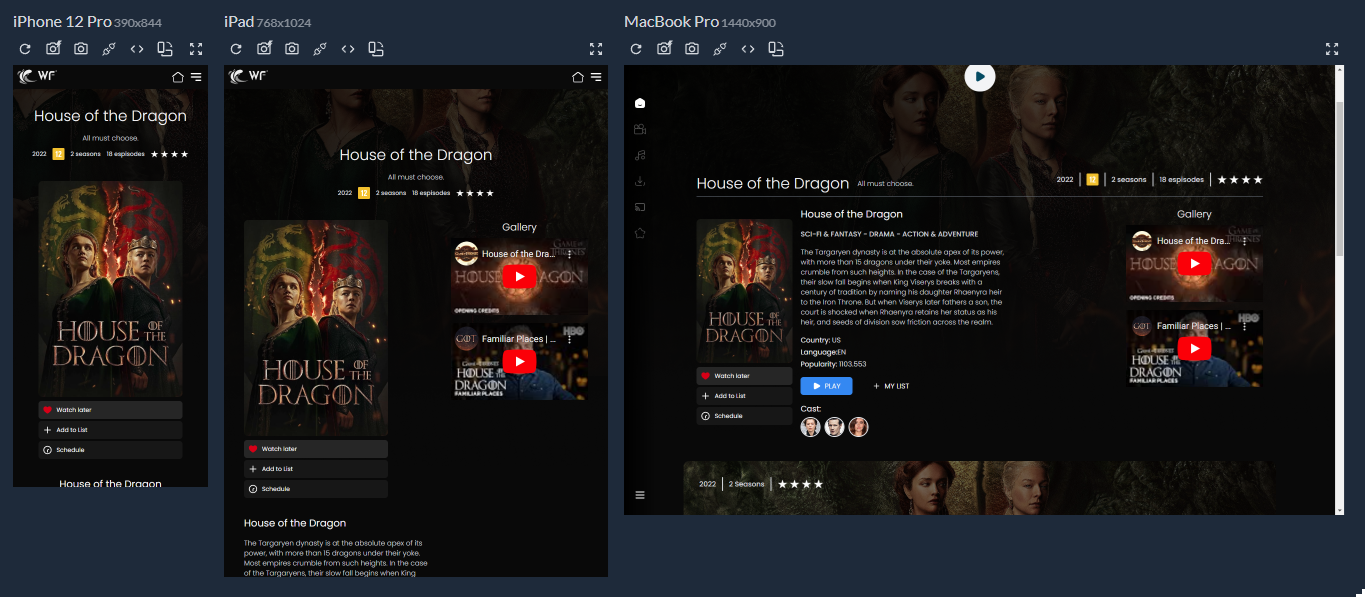 iPhone 12 Pro 390x844
WF
House of the Dragon
All must choose.
2022 12 2 seasons 18 espisodes
HOUSE OF THE DRAGON
Watch later
Add to List
Schedule
House of the Dragon
iPad 768x1024
WF
House of the Dragon
All must choose.
2022 12 2 seasons 18 espisodes
HOUSE OF THE DRAGON
Watch later
Add to List
Schedule
Gallery
GAME OF THRONES
House of the Dra...
HOUSE DRAGON
OPENING CREDITS
HBO
GOT Familiar Places | ...
HOUSE OF THE DRAGON
FAMILIAR PLACES
House of the Dragon
The Targaryen dynasty is at the absolute apex of its
power, with more than 15 dragons under their yoke.
Most empires crumble from such heights. In the case
of the Targaryens, their slow fall begins when King
MacBook Pro 1440x900
House of the Dragon All must choose.
2022 12 2 seasons 18 espisodes
HOUSE OF THE DRAGON
Watch later
Add to List
Schedule
House of the Dragon
SCI-FI & FANTASY - DRAMA - ACTION & ADVENTURE
The Targaryen dynasty is at the absolute apex of its power,
with more than 15 dragons under their yoke. Most empires
crumble from such heights. In the case of the Targaryens,
their slow fall begins when King Viserys breaks with a
century of tradition by naming his daughter Rhaenyra heir
to the Iron Throne. But when Viserys later fathers a son, the
court is shocked when Rhaenyra retains her status as his
heir, and seeds of division sow friction across the realm.
Country: US
Language:EN
Popularity: 1103.553
PLAY
+ MY LIST
Cast:
Gallery
GAME OF THRONES
House of the Dra...
HOUSE DRAGON
OPENING CREDITS
HBO
GOT Familiar Places | ...
HOUSE OF THE DRAGON
FAMILIAR PLACES
2022 2 Seasons